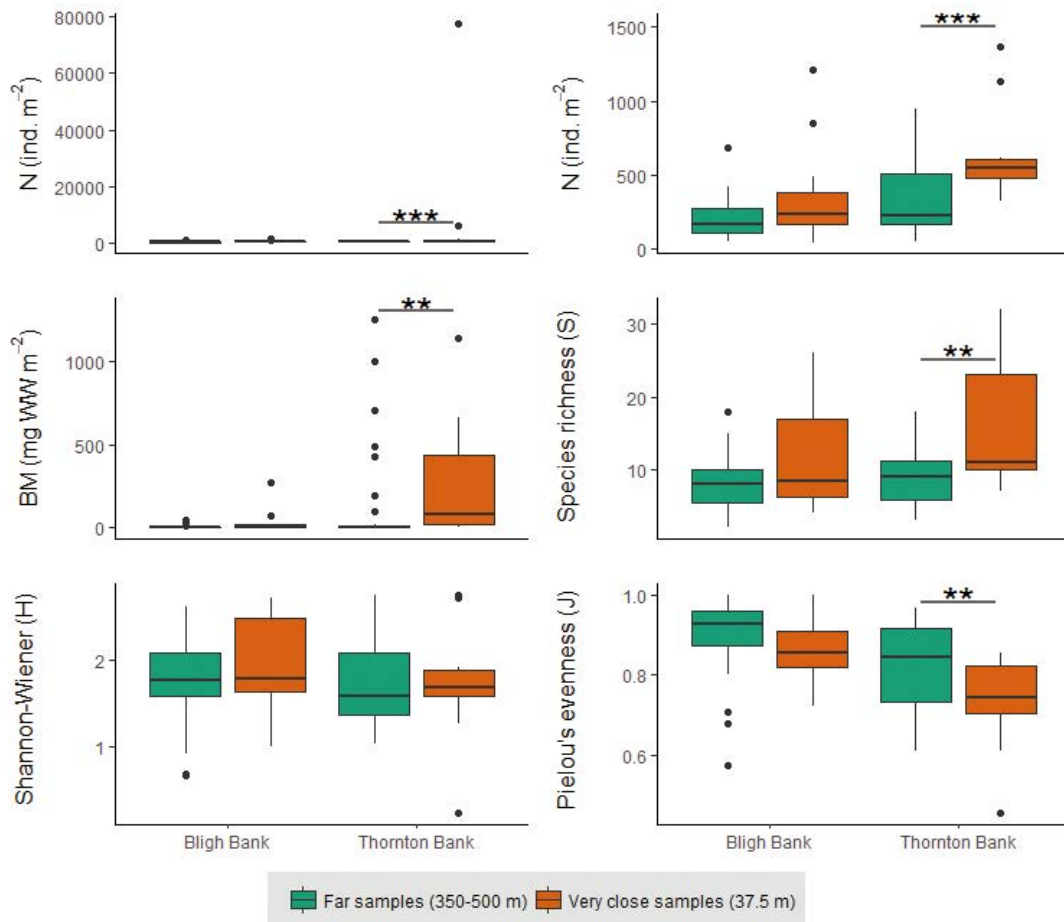 80000
60000
40000
20000
0
N (ind. m⁻²)
***
1500
1000
500
0
N (ind. m⁻²)
***
1000
500
0
BM (mg WW m⁻²)
**
30
20
10
Species richness (S)
**
2
1
Shannon-Wiener (H)
Bligh Bank Thornton Bank
1.0
0.8
0.6
Pielou's evenness (J)
**
Bligh Bank Thornton Bank
Far samples (350-500 m) Very close samples (37.5 m)